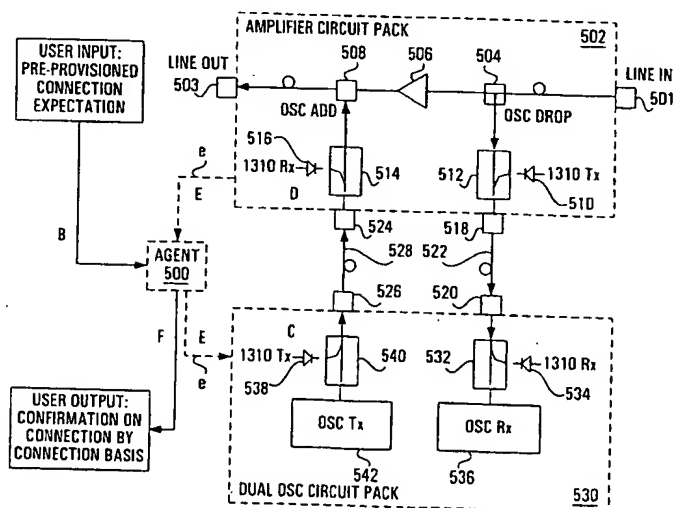 AMPLIFIER CIRCUIT PACK
502
USER INPUT:
PRE-PROVISIONED
CONNECTION
EXPECTATION
LINE OUT
503
508
506
504
LINE IN
501
OSC ADD
OSC DROP
516
1310 Rx
514
512
1310 Tx
510
e
E
D
B
524
518
528
522
AGENT
500
526
520
F
E
e
C
1310 Tx
538
540
532
1310 Rx
534
USER OUTPUT:
CONFIRMATION ON
CONNECTION BY
CONNECTION BASIS
OSC Tx
542
OSC Rx
536
DUAL OSC CIRCUIT PACK
530